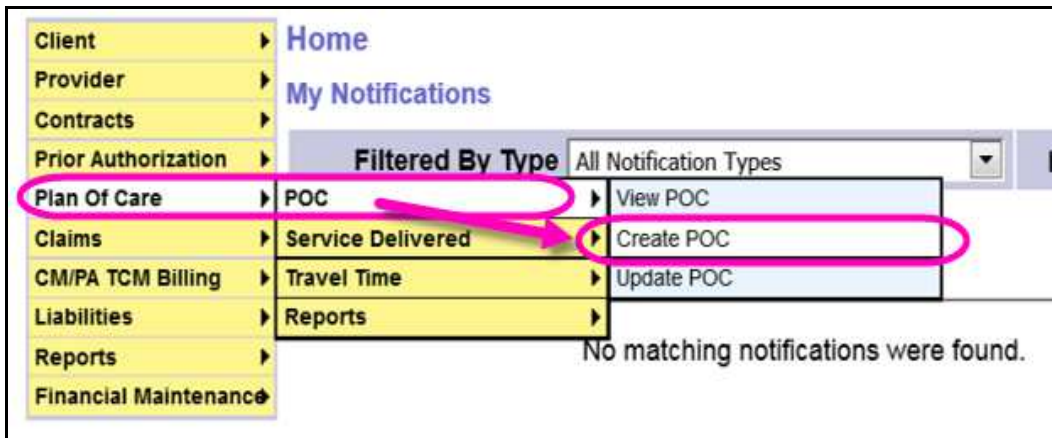 Client
Provider
Contracts
Prior Authorization
Plan Of Care
Claims
CM/PA TCM Billing
Liabilities
Reports
Financial Maintenance
Home
My Notifications
Filtered By Type All Notification Types
POC
Service Delivered
Travel Time
Reports
View POC
Create POC
Update POC
No matching notifications were found.